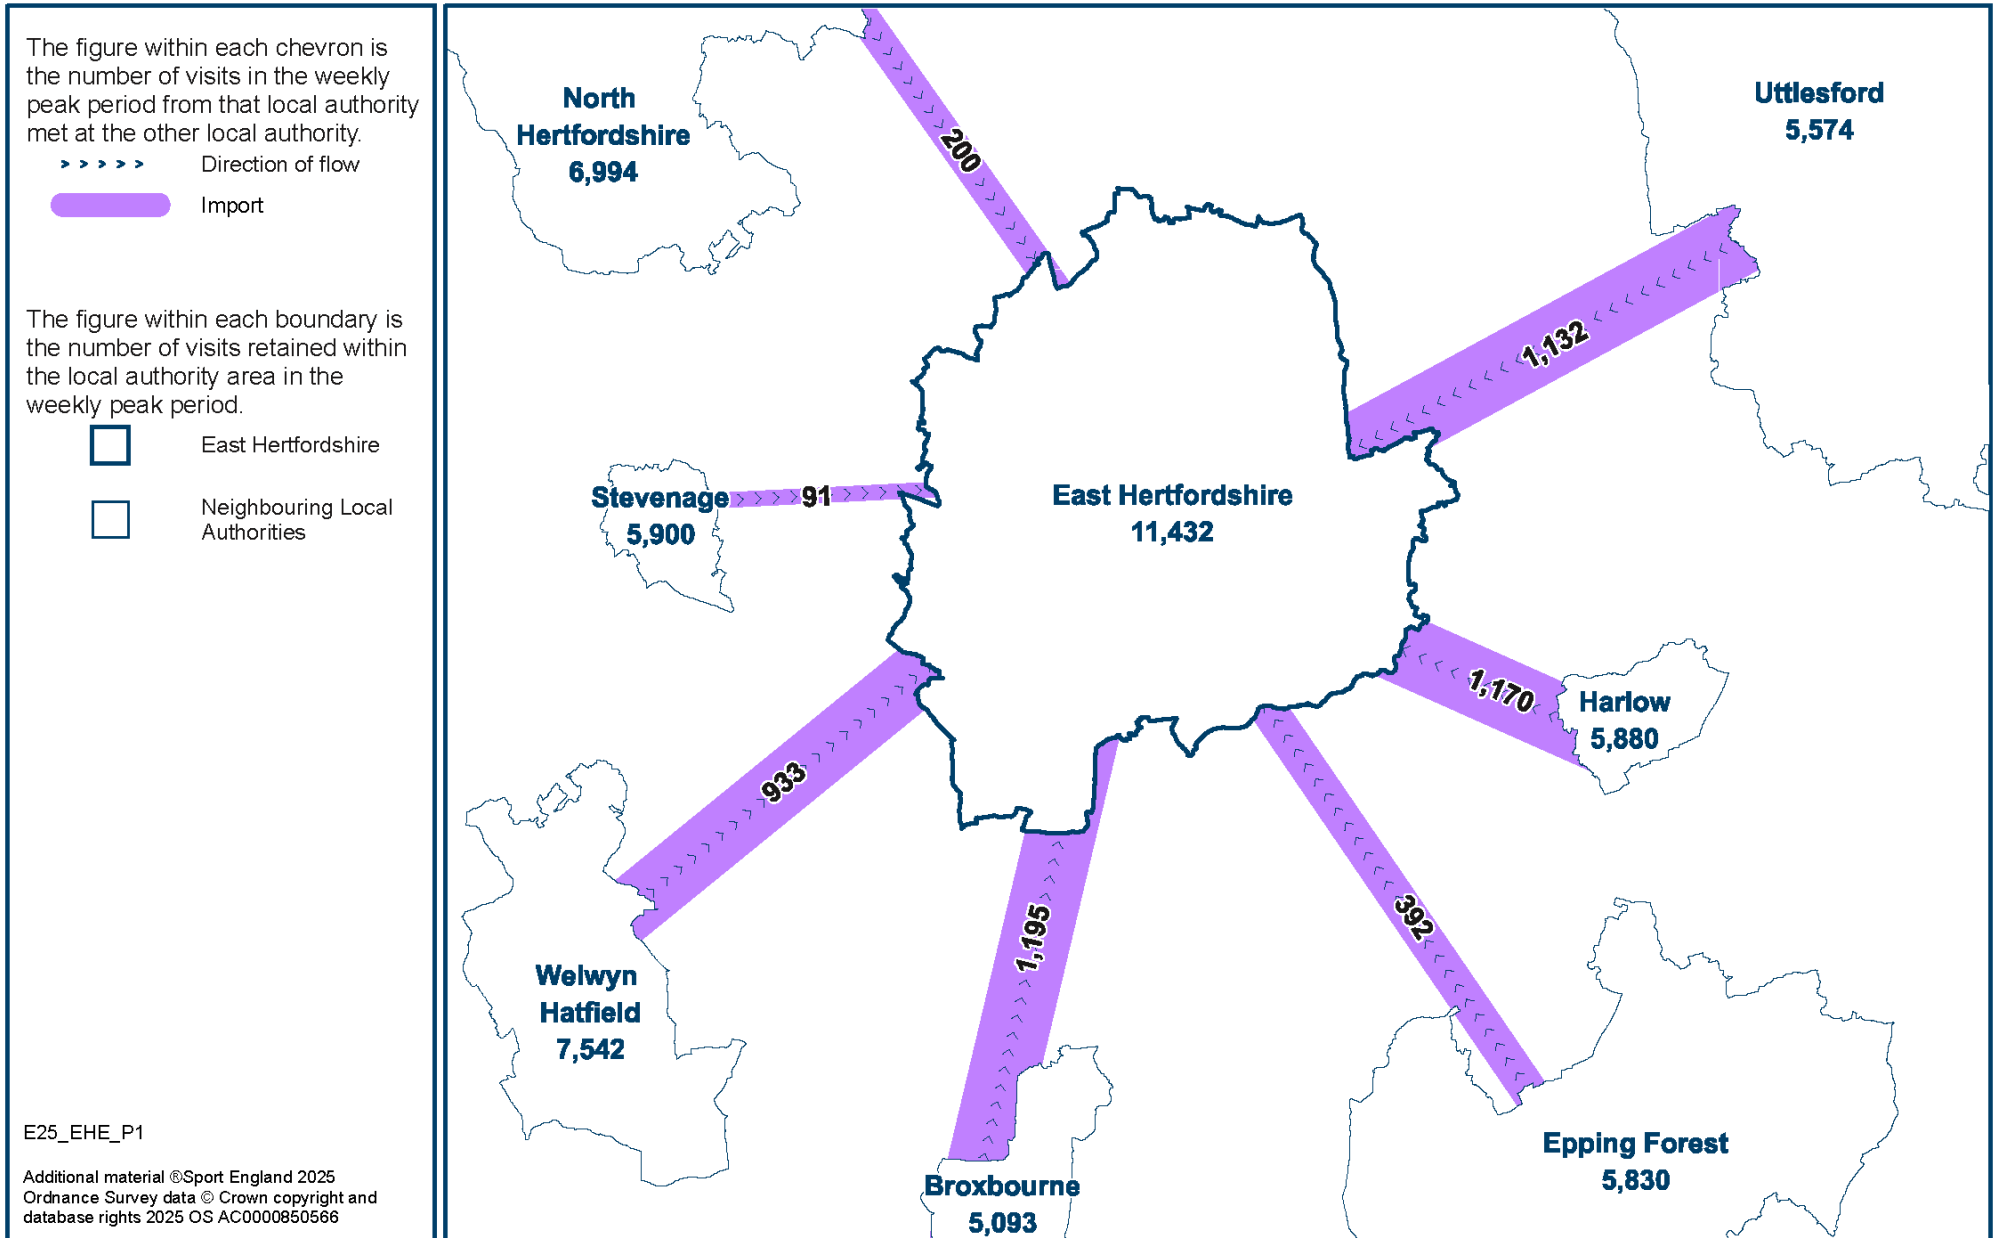 The figure within each chevron is
the number of visits in the weekly
peak period from that local authority
met at the other local authority.
Direction of flow
Import
The figure within each boundary is
the number of visits retained within
the local authority area in the
weekly peak period.
East Hertfordshire
Neighbouring Local
Authorities
E25_EHE_P1
Additional material ®Sport England 2025
Ordnance Survey data © Crown copyright and
database rights 2025 OS AC0000850566
North
Hertfordshire
6,994
200
Uttlesford
5,574
1,132
Stevenage
5,900
91
East Hertfordshire
11,432
1,170
Harlow
5,880
933
Welwyn
Hatfield
7,542
1,195
392
Broxbourne
5,093
Epping Forest
5,830